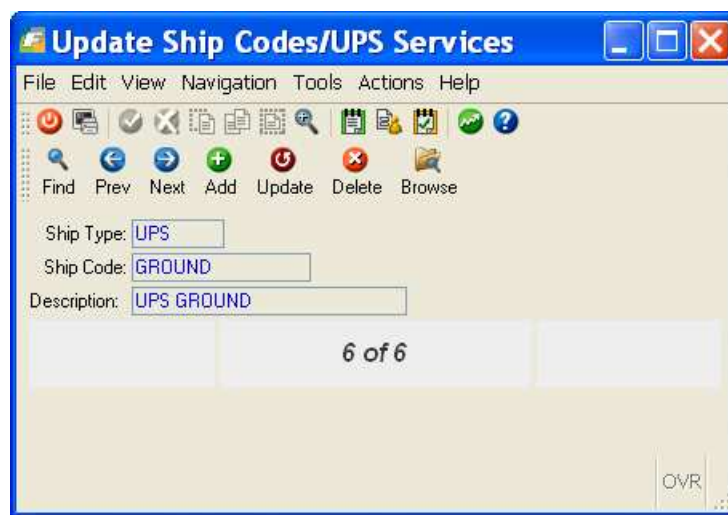 Update Ship Codes/UPS Services
File Edit View Navigation Tools Actions Help
Find Prev Next Add Update Delete Browse
Ship Type: UPS
Ship Code: GROUND
Description: UPS GROUND
6 of 6
OVR